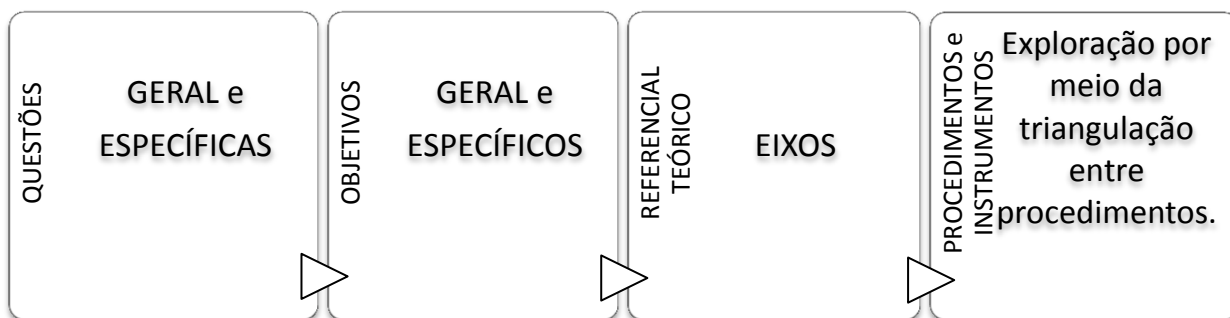 QUESTÕES
GERAL e
ESPECÍFICAS
OBJETIVOS
GERAL e
ESPECÍFICOS
REFERENCIAL
TEÓRICO
EIXOS
PROCEDIMENTOS e
INSTRUMENTOS
Exploração por
meio da
triangulação
entre
procedimentos.